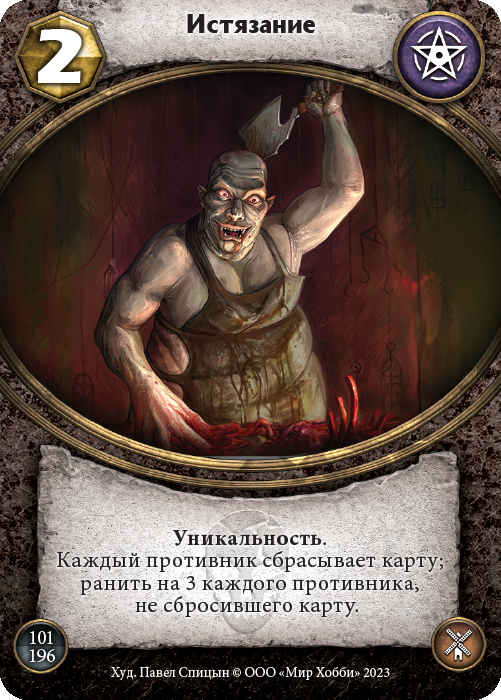 Истязание
2
Уникальность.
Каждый противник сбрасывает карту;
ранить на 3 каждого противника,
не сбросившего карту.
101
196
Худ. Павел Спицын © ООО «Мир Хобби» 2023